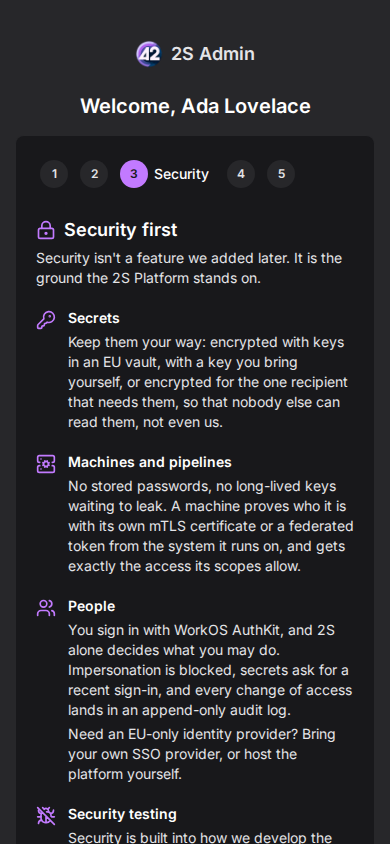 2S Admin
Welcome, Ada Lovelace
1 2 3 Security 4 5
Security first
Security isn't a feature we added later. It is the
ground the 2S Platform stands on.
Secrets
Keep them your way: encrypted with keys
in an EU vault, with a key you bring
yourself, or encrypted for the one recipient
that needs them, so that nobody else can
read them, not even us.
Machines and pipelines
No stored passwords, no long-lived keys
waiting to leak. A machine proves who it is
with its own mTLS certificate or a federated
token from the system it runs on, and gets
exactly the access its scopes allow.
People
You sign in with WorkOS AuthKit, and 2S
alone decides what you may do.
Impersonation is blocked, secrets ask for a
recent sign-in, and every change of access
lands in an append-only audit log.
Need an EU-only identity provider? Bring
your own SSO provider, or host the
platform yourself.
Security testing
Security is built into how we develop the